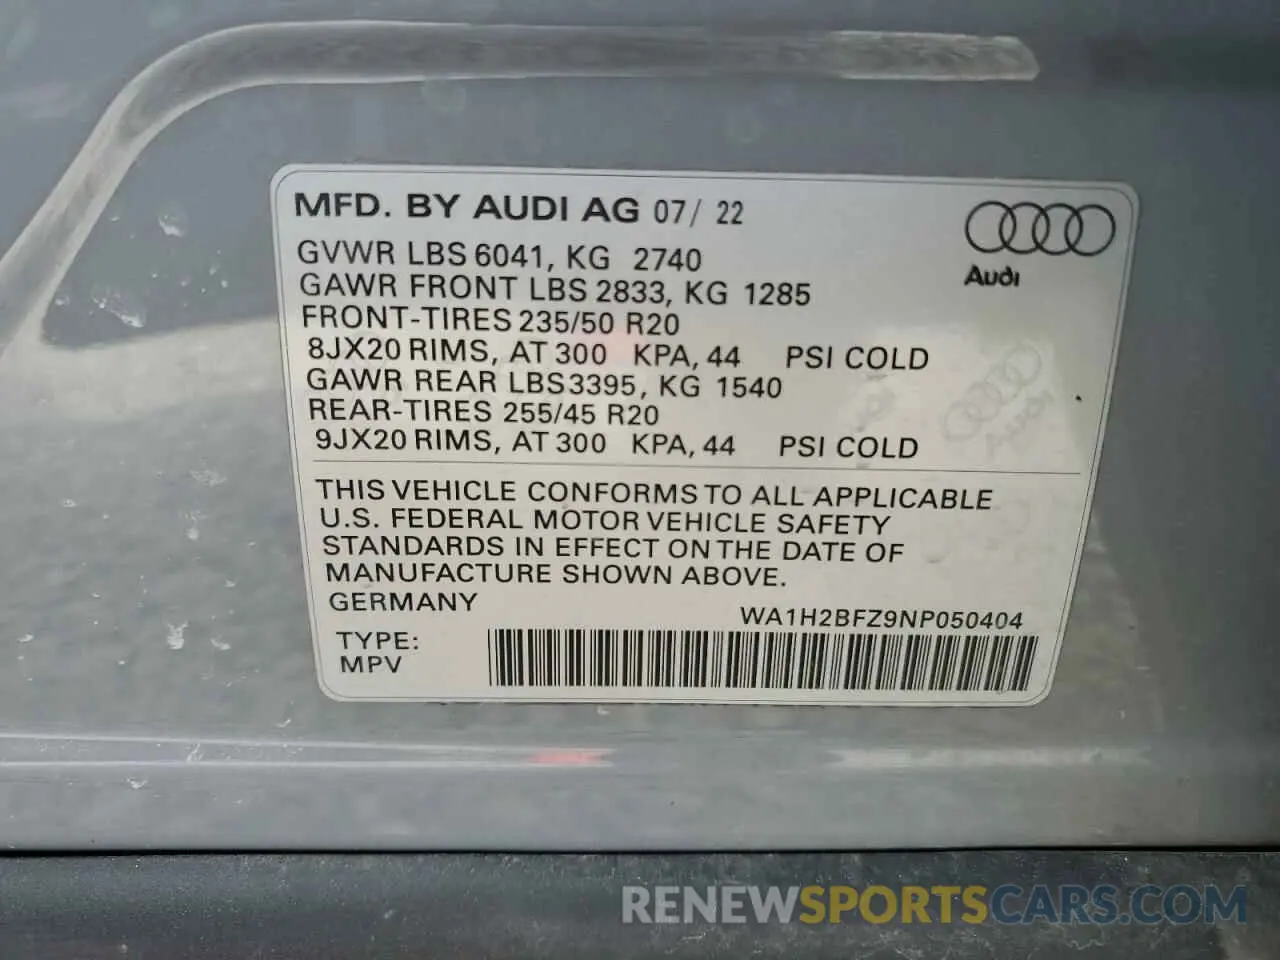 MFD. BY AUDI AG 07/ 22
GVWR LBS 6041, KG 2740
GAWR FRONT LBS 2833, KG 1285
FRONT-TIRES 235/50 R20
8JX20 RIMS, AT 300 KPA, 44 PSI COLD
GAWR REAR LBS3395, KG 1540
REAR-TIRES 255/45 R20
9JX20 RIMS, AT 300 KPA, 44 PSI COLD
Audi
THIS VEHICLE CONFORMS TO ALL APPLICABLE
U.S. FEDERAL MOTOR VEHICLE SAFETY
STANDARDS IN EFFECT ON THE DATE OF
MANUFACTURE SHOWN ABOVE.
GERMANY
WA1H2BFZ9NP050404
TYPE:
MPV
RENEWSPORTSCARS.COM